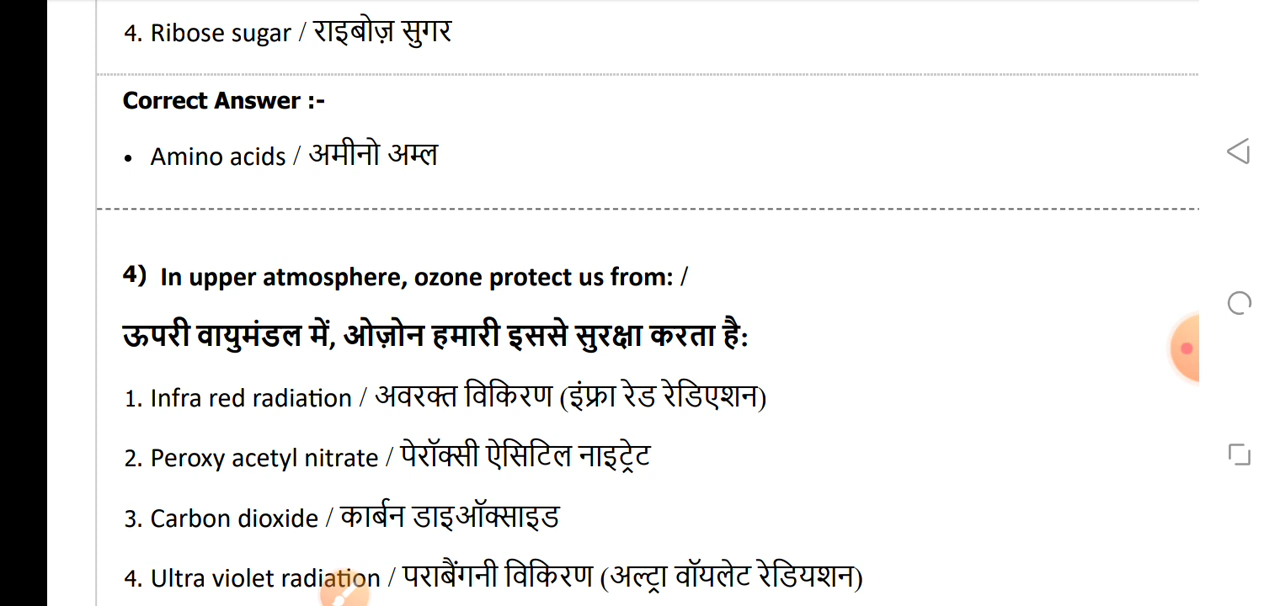 4. Ribose sugar / राइबोज़ सुगर
Correct Answer :-
• Amino acids / अमीनो अम्ल
4) In upper atmosphere, ozone protect us from: /
ऊपरी वायुमंडल में, ओज़ोन हमारी इससे सुरक्षा करता है:
1. Infra red radiation / अवरक्त विकिरण (इंफ्रा रेड रेडिएशन)
2. Peroxy acetyl nitrate / पेरॉक्सी ऐसिटिल नाइट्रेट
3. Carbon dioxide / कार्बन डाइऑक्साइड
4. Ultra violet radiation / पराबैंगनी विकिरण (अल्ट्रा वॉयलेट रेडियशन)